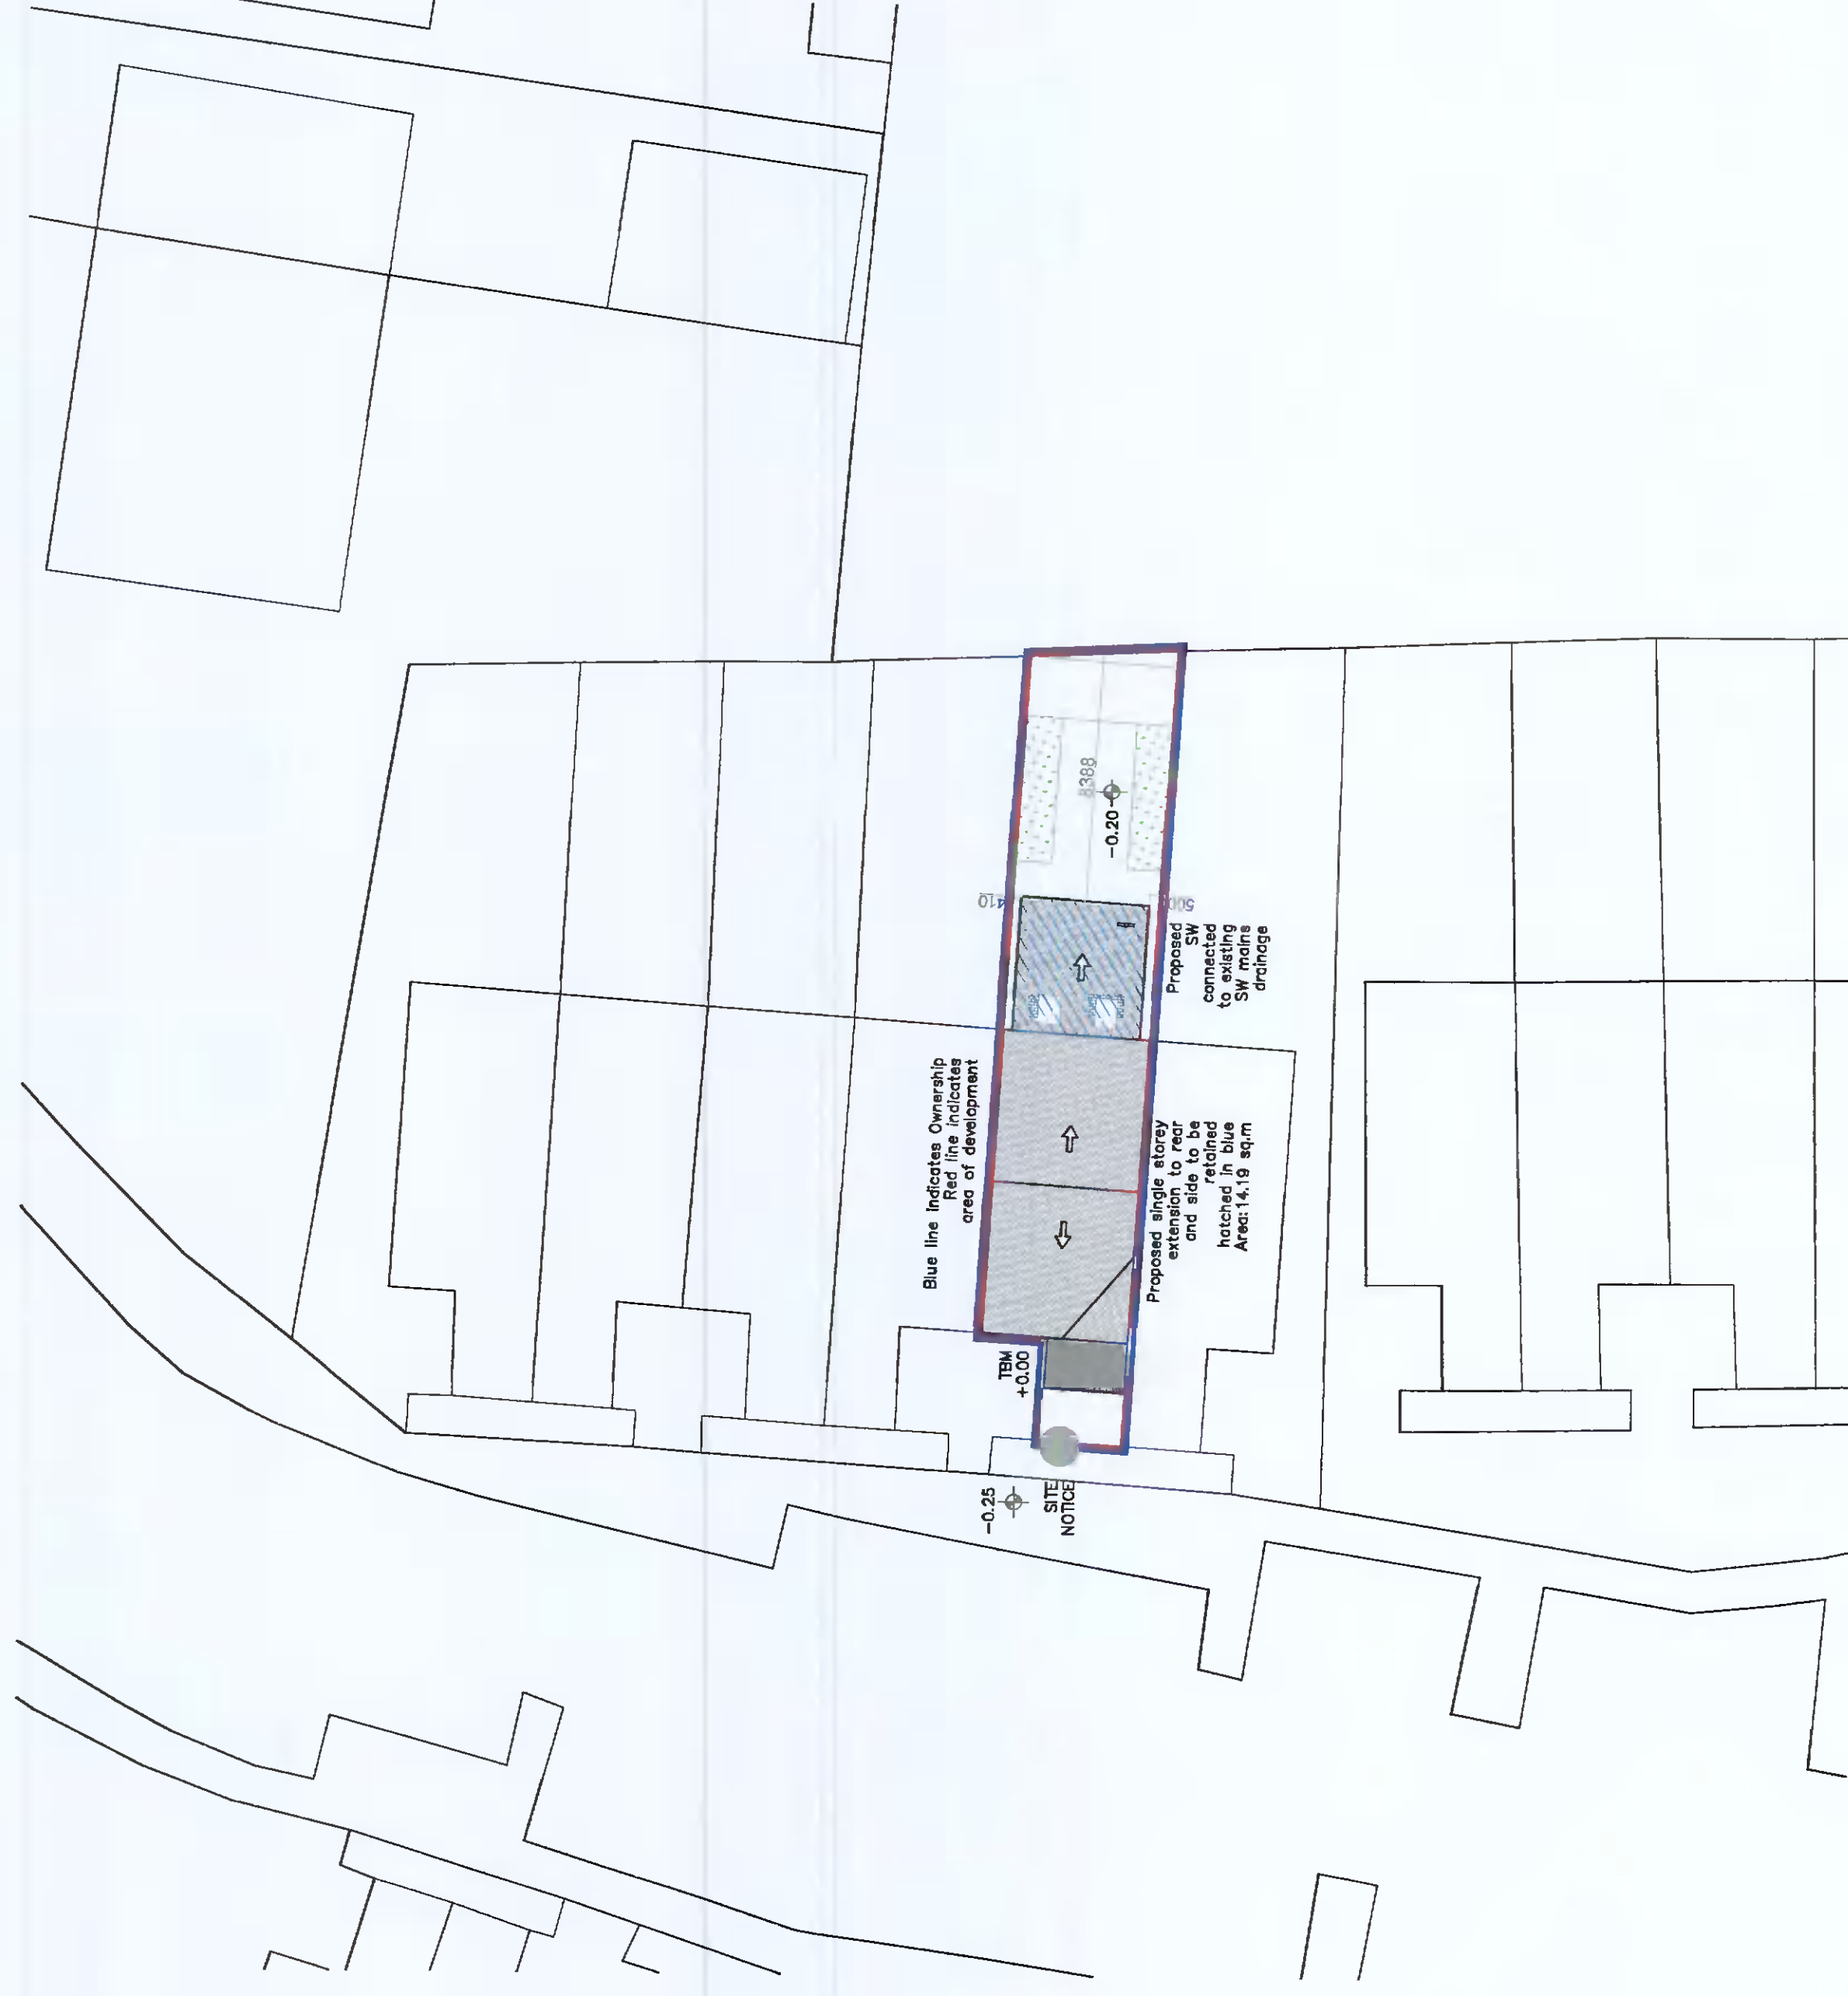 Blue line indicates Ownership
Red line indicates
area of development
8388
-0.20
Proposed
SW
connected
to existing
SW mains
drainage
Proposed single storey
extension to rear
and side to be
retained
hatched in blue
Area: 14.19 sq.m
TBM
+0.00
-0.25
SITE
NOTICE